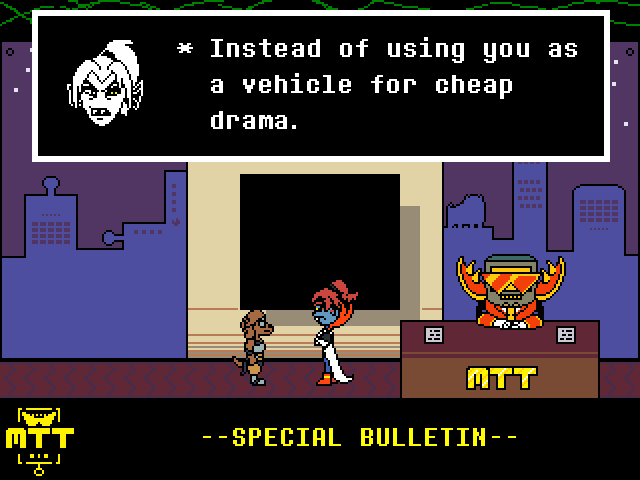 * Instead of using you as
a vehicle for cheap
drama.
MTT
MTT
--SPECIAL BULLETIN--